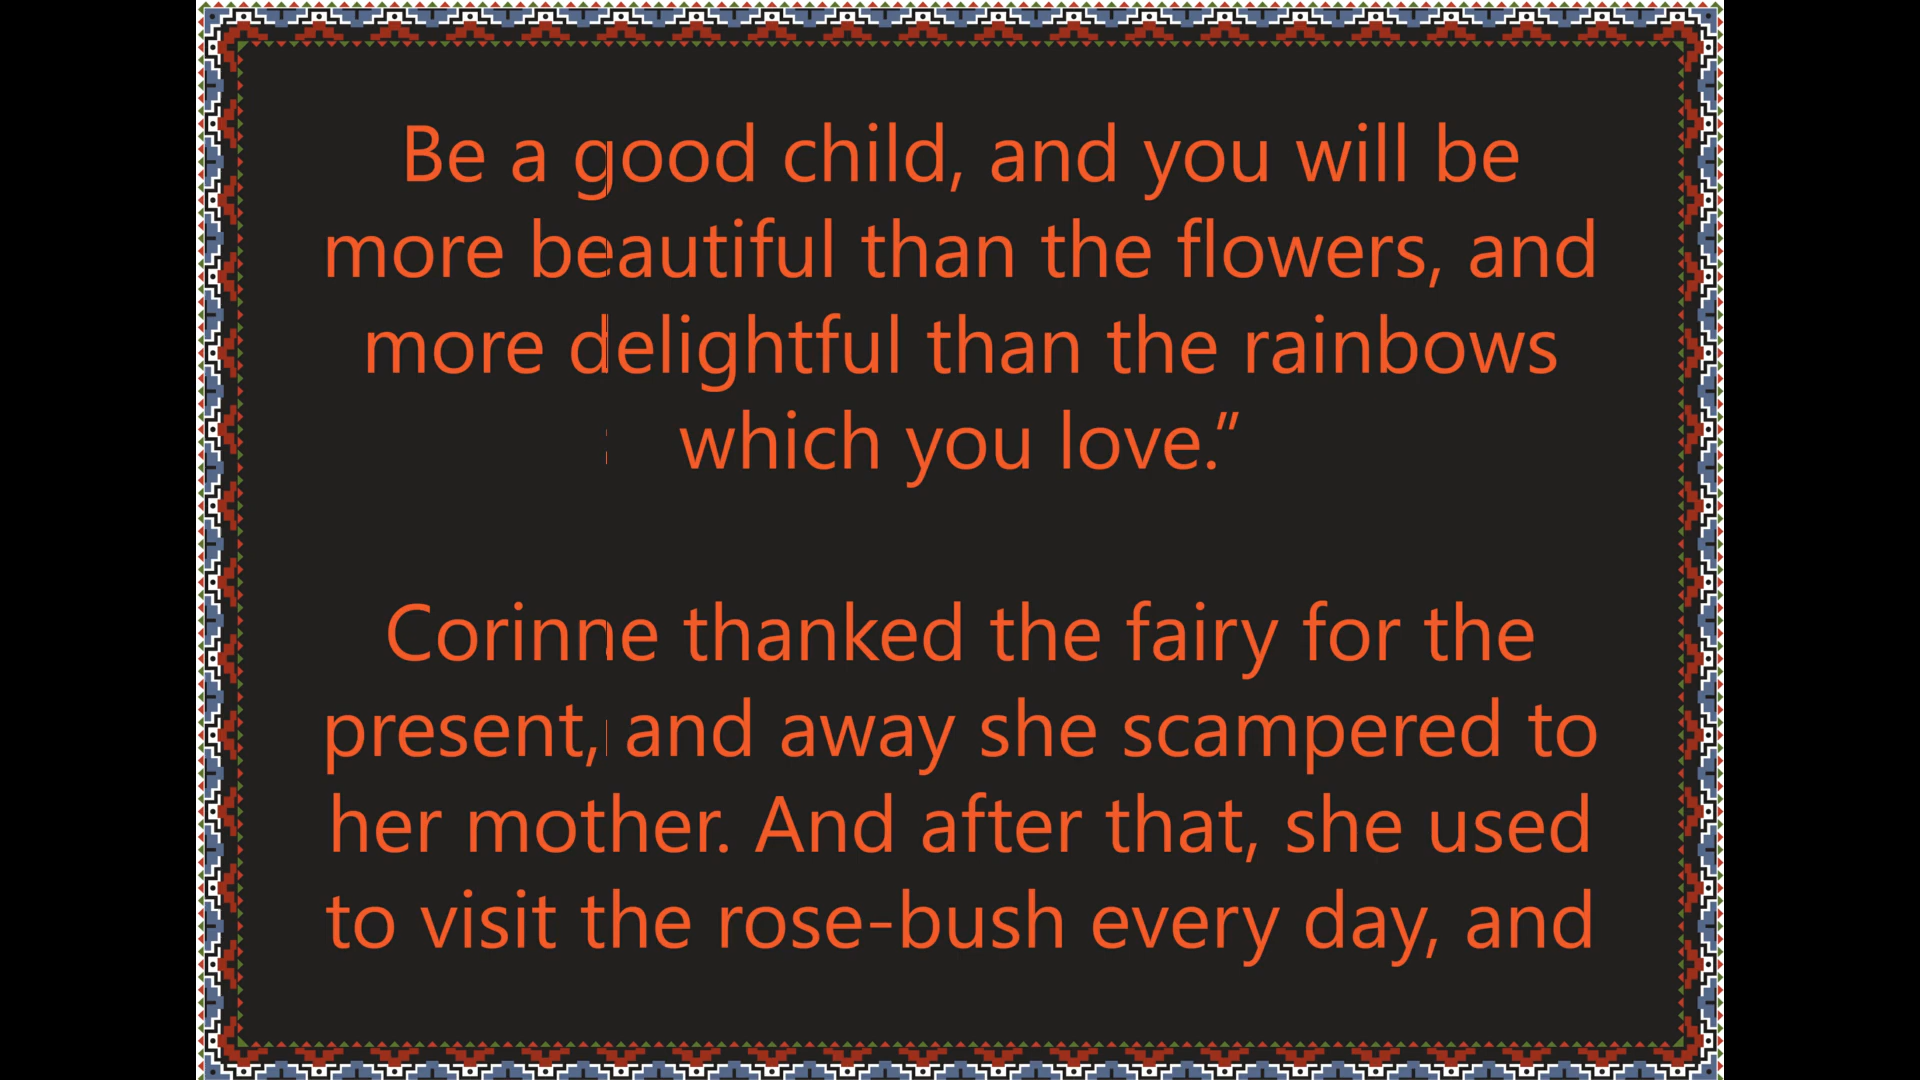 Be a good child, and you will be
more beautiful than the flowers, and
more delightful than the rainbows
which you love.”
Corinne thanked the fairy for the
present, and away she scampered to
her mother. And after that, she used
to visit the rose-bush every day, and